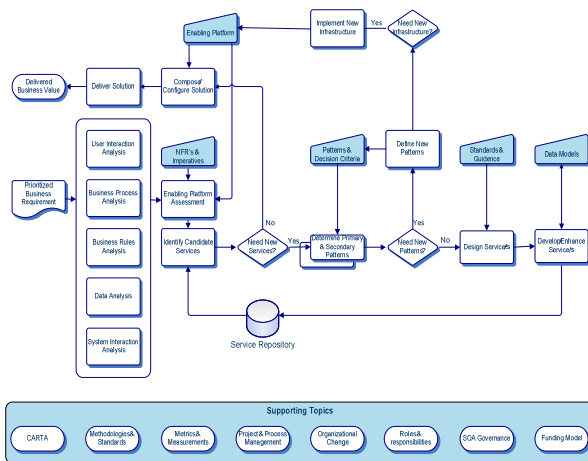 Enabling Platform
Implement New
Infrastructure
Yes
Need New
Infrastructure?
Delivered
Business Value
Deliver Solution
Compose/
Configure Solution
User Interaction
Analysis
NFR's &
Imperatives
Patterns &
Decision Criteria
Define New
Patterns
Standards &
Guidence
Data Models
Prioritized
Business
Requirement
Business Process
Analysis
Enabling Platform
Assessment
No
Yes
Business Rules
Analysis
Identify Candidate
Services
Need New
Services?
Yes
Determine Primary
& Secondary
Patterns
Need New
Patterns?
No
Design Service/s
Develop/Enhance
Service/s
Data Analysis
System Interaction
Analysis
Service Repository
Supporting Topics
CARTA
Methodologies &
Standards
Metrics &
Measurements
Project & Process
Management
Organizational
Change
Roles &
responsibilities
SOA Governance
Funding Model